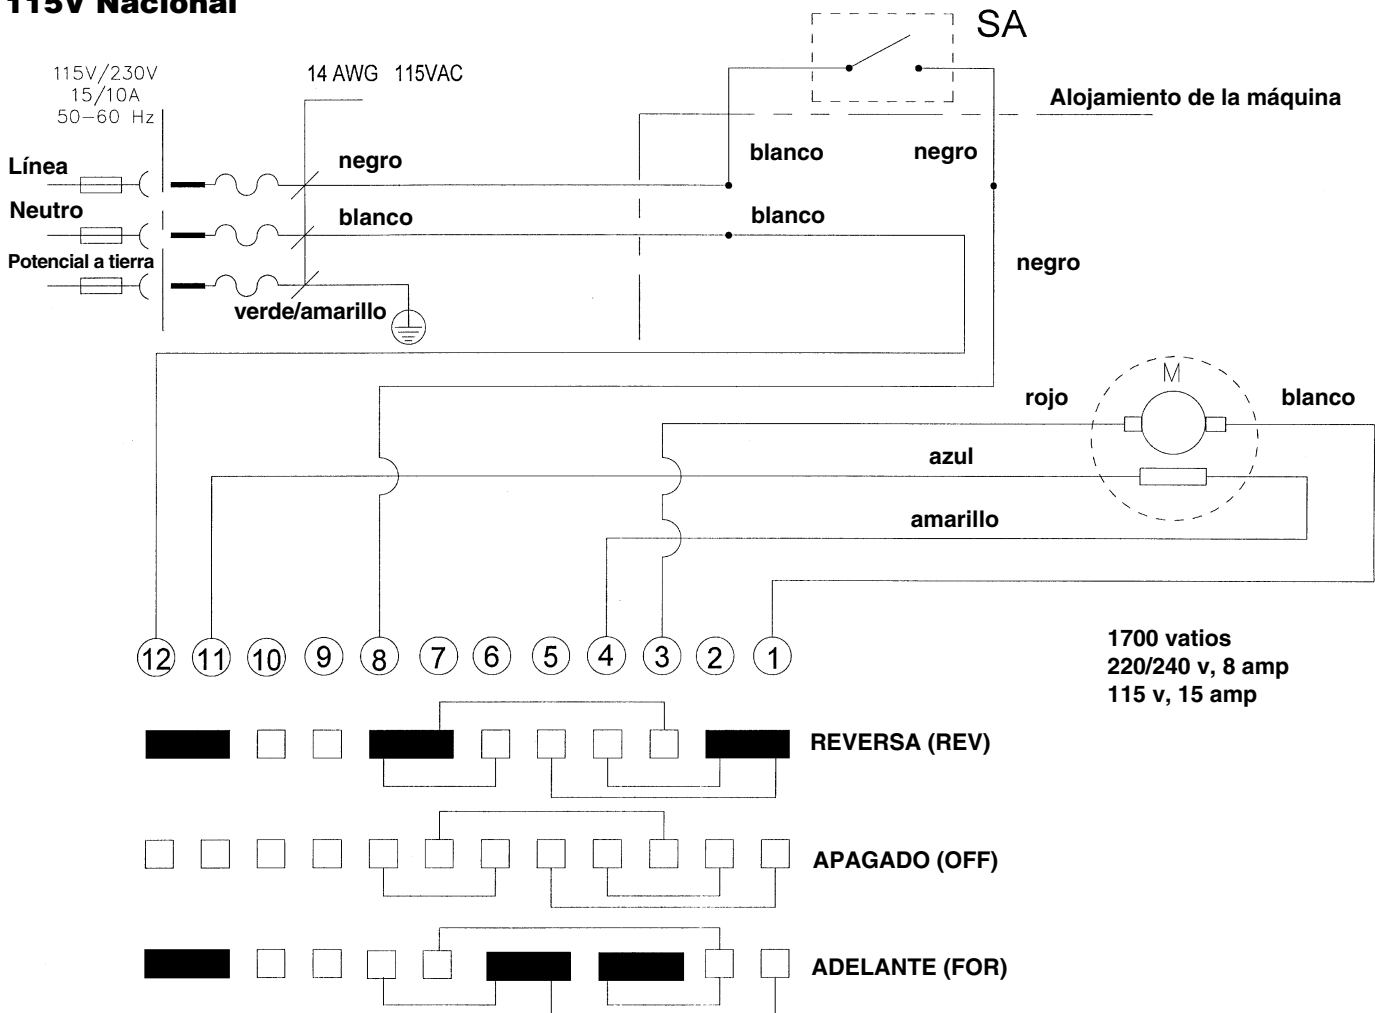 115V Nacional
SA
115V/230V
15/10A
50-60 Hz
14 AWG 115VAC
Alojamiento de la máquina
Línea
negro
blanco
negro
Neutro
blanco
blanco
Potencial a tierra
negro
verde/amarillo
M
rojo
blanco
azul
amarillo
12 11 10 9 8 7 6 5 4 3 2 1
1700 vatios
220/240 v, 8 amp
115 v, 15 amp
REVERSA (REV)
APAGADO (OFF)
ADELANTE (FOR)